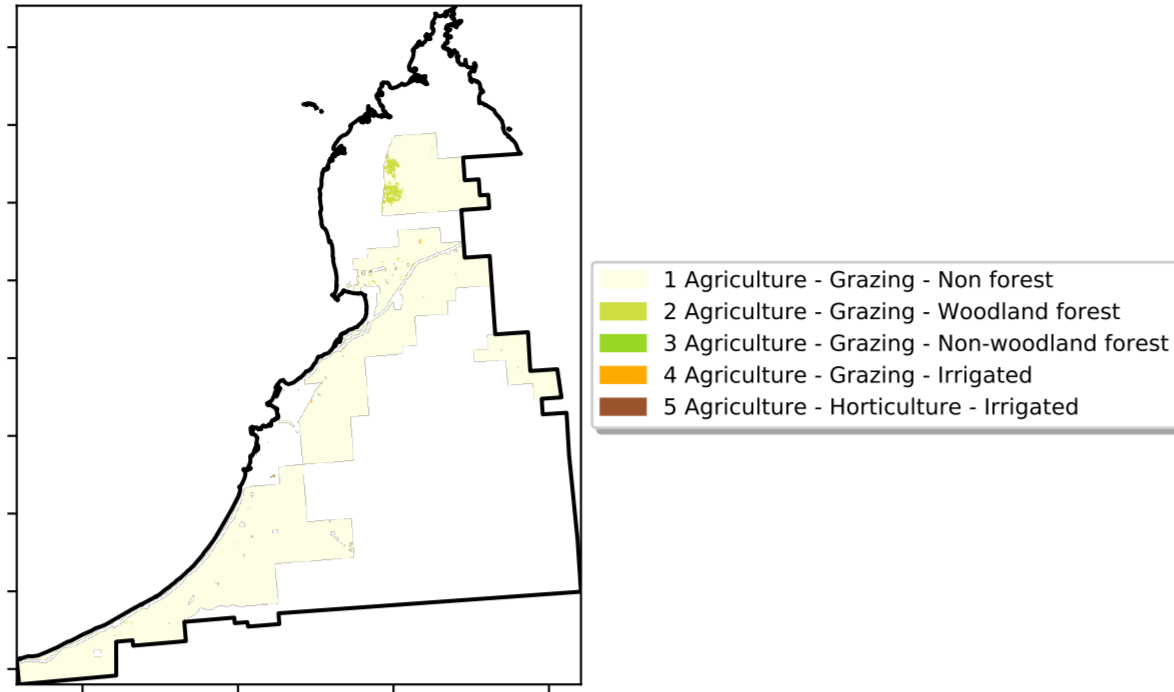 1 Agriculture - Grazing - Non forest
2 Agriculture - Grazing - Woodland forest
3 Agriculture - Grazing - Non-woodland forest
4 Agriculture - Grazing - Irrigated
5 Agriculture - Horticulture - Irrigated